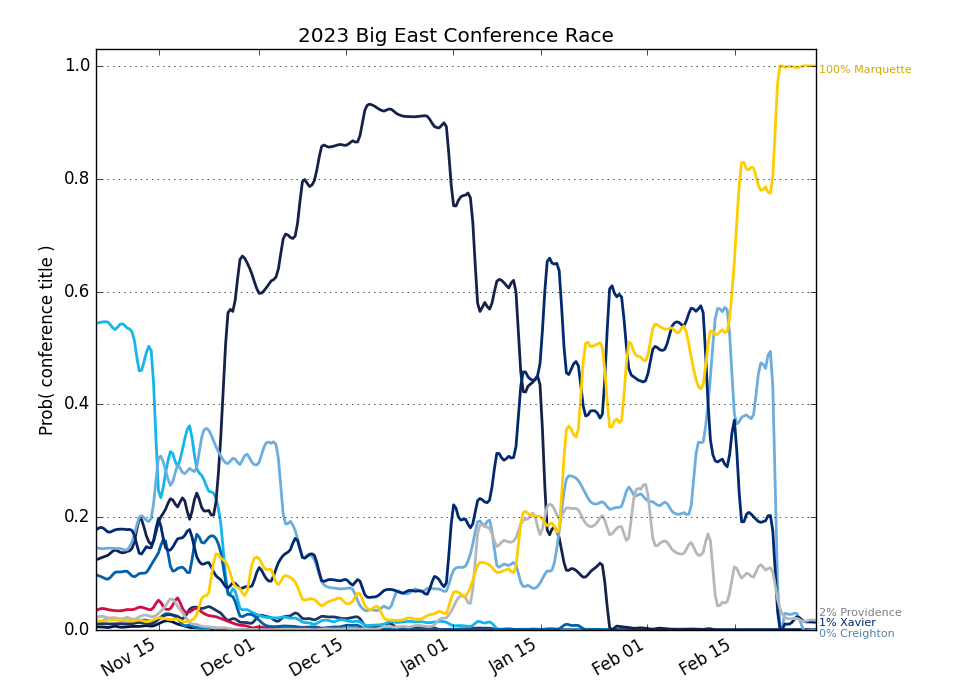 2023 Big East Conference Race
Prob( conference title )
1.0
0.8
0.6
0.4
0.2
0.0
Nov 15
Dec 01
Dec 15
Jan 01
Jan 15
Feb 01
Feb 15
100% Marquette
2% Providence
1% Xavier
0% Creighton